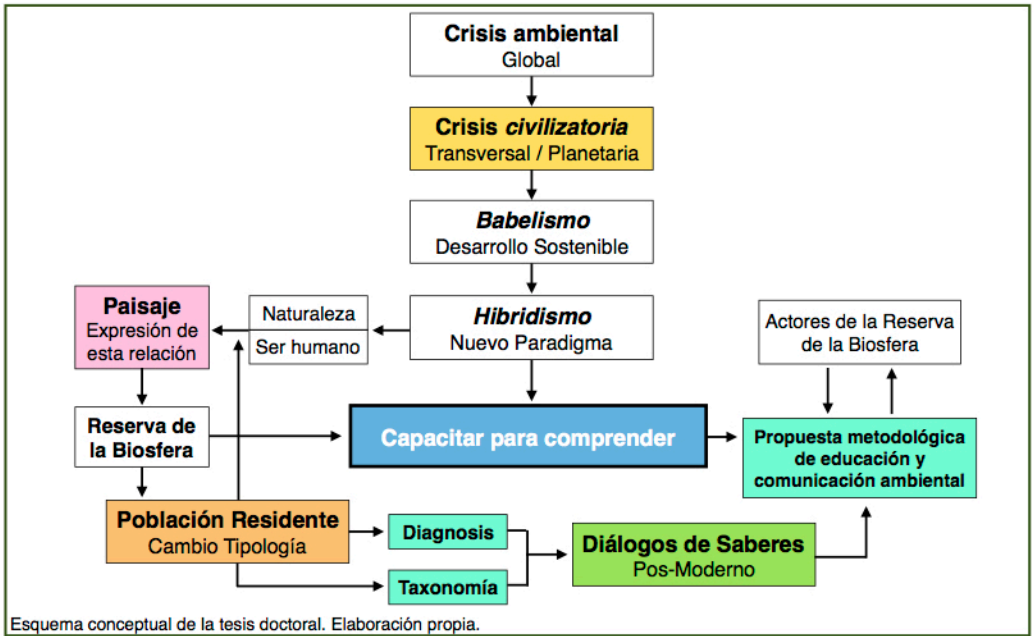 Crisis ambiental
Global
Crisis civilizatoria
Transversal / Planetaria
Babelismo
Desarrollo Sostenible
Hibridismo
Nuevo Paradigma
Naturaleza
Ser humano
Paisaje
Expresión de
esta relación
Actores de la Reserva
de la Biosfera
Reserva de
la Biosfera
Capacitar para comprender
Propuesta metodológica
de educación y
comunicación ambiental
Población Residente
Cambio Tipología
Diagnosis
Taxonomía
Diálogos de Saberes
Pos-Moderno
Esquema conceptual de la tesis doctoral. Elaboración propia.